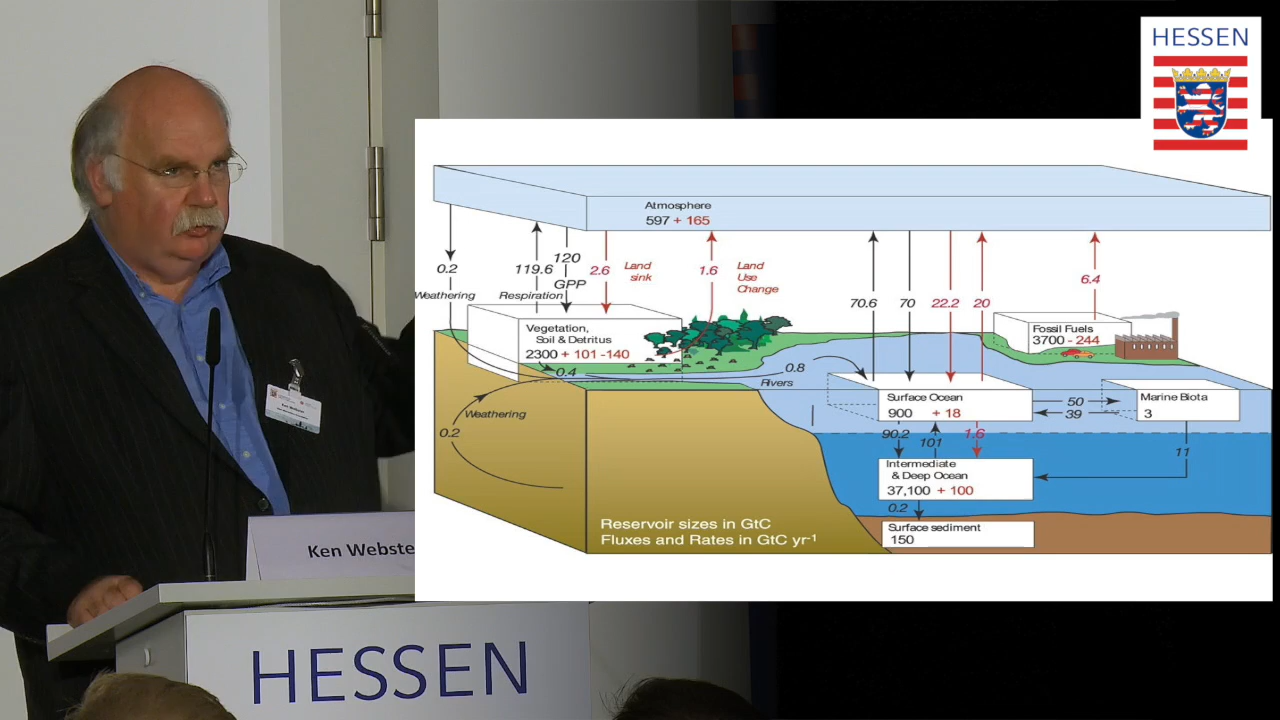 HESSEN
Atmosphere
597 + 165
0.2
Weathering
119.6
Respiration
120
GPP
2.6
Land
sink
1.6
Land
Use
Change
70.6
70
22.2
20
6.4
Vegetation,
Soil & Detritus
2300 + 101 -140
Fossil Fuels
3700 - 244
0.4
0.8
Rivers
Surface Ocean
900 + 18
50
39
Marine Biota
3
Weathering
0.2
90.2
101
1.6
11
Intermediate
& Deep Ocean
37,100 + 100
0.2
Surface sediment
150
Reservoir sizes in GtC
Fluxes and Rates in GtC yr-1
Ken Webste
HESSEN